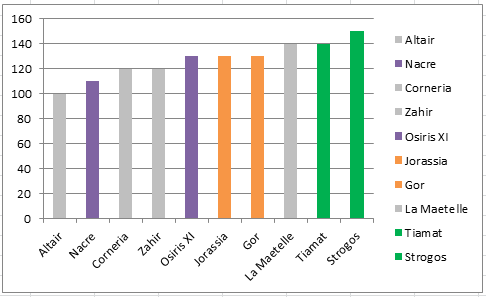 160
140
120
100
80
60
40
20
0
Altair
Nacre
Corneria
Zahir
Osiris XI
Jorassia
Gor
La Maetelle
Tiamat
Strogos
Altair
Nacre
Corneria
Zahir
Osiris XI
Jorassia
Gor
La Maetelle
Tiamat
Strogos